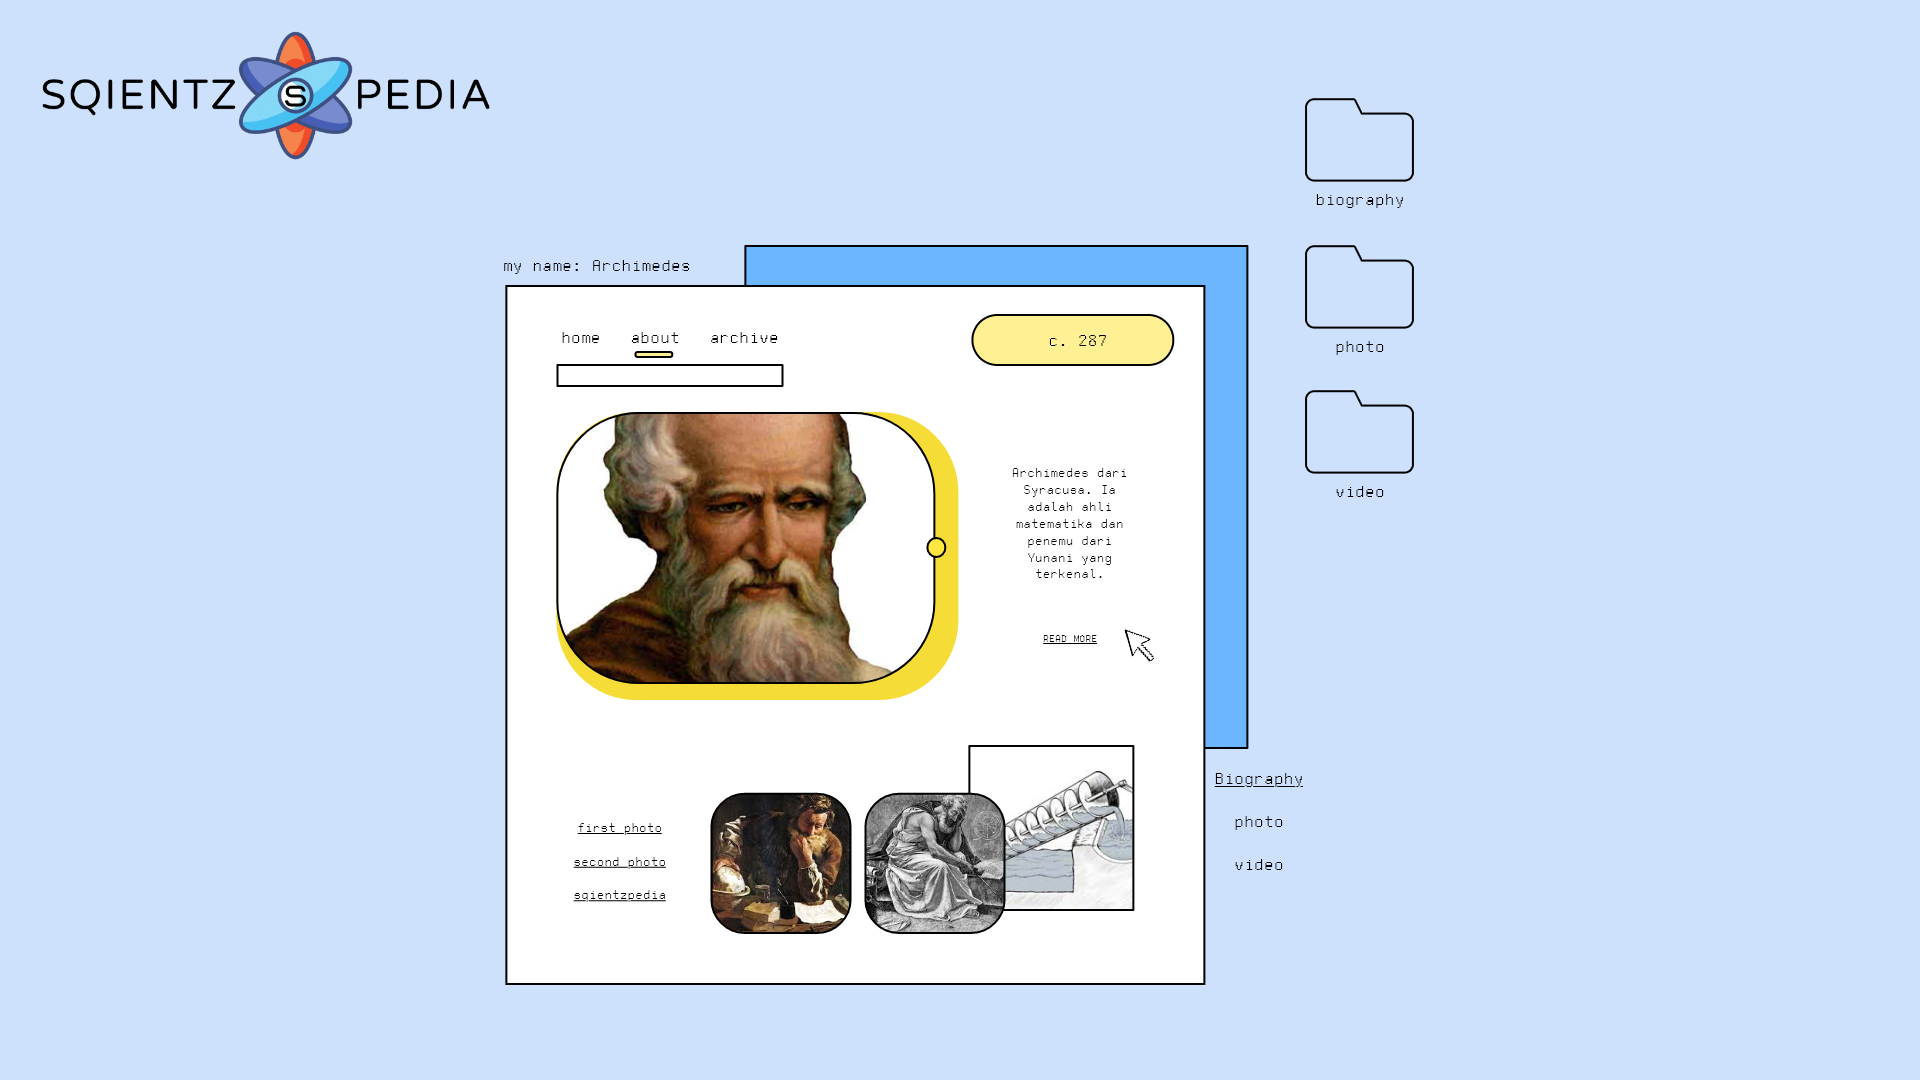 SQIENTZ S PEDIA
biography
photo
video
my name: Archimedes
home about archive
c. 287
Archimedes dari
Syracusa. Ia
adalah ahli
matematika dan
penemu dari
Yunani yang
terkenal.
READ MORE
first photo
second photo
sqientzpedia
Biography
photo
video